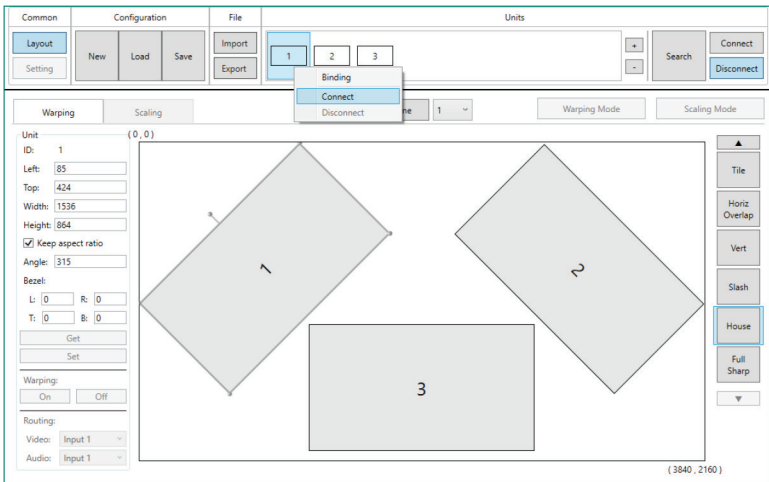 Common
Configuration
File
Units
Layout
Setting
New
Load
Save
Import
Export
1
2
3
+
-
Search
Connect
Disconnect
Binding
Connect
Disconnect
Warping
Scaling
ne
1
Warping Mode
Scaling Mode
Unit
ID: 1
Left: 85
Top: 424
Width: 1536
Height: 864
Keep aspect ratio
Angle: 315
Bezel:
L: 0 R: 0
T: 0 B: 0
Get
Set
Warping:
On Off
Routing:
Video: Input 1
Audio: Input 1
( 0 , 0 )
1
2
3
( 3840 , 2160 )
Tile
Horiz
Overlap
Vert
Slash
House
Full
Sharp